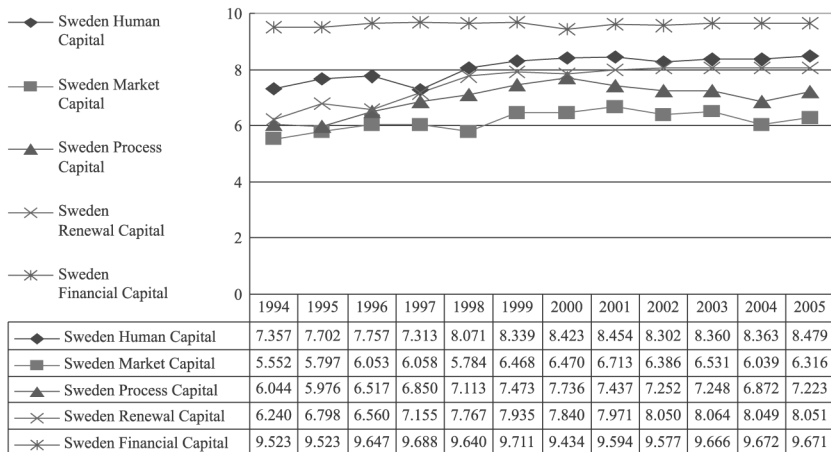 Sweden Human
Capital
Sweden Market
Capital
Sweden Process
Capital
Sweden
Renewal Capital
Sweden
Financial Capital
10
8
6
4
2
0
1994 1995 1996 1997 1998 1999 2000 2001 2002 2003 2004 2005
Sweden Human Capital 7.357 7.702 7.757 7.313 8.071 8.339 8.423 8.454 8.302 8.360 8.363 8.479
Sweden Market Capital 5.552 5.797 6.053 6.058 5.784 6.468 6.470 6.713 6.386 6.531 6.039 6.316
Sweden Process Capital 6.044 5.976 6.517 6.850 7.113 7.473 7.736 7.437 7.252 7.248 6.872 7.223
Sweden Renewal Capital 6.240 6.798 6.560 7.155 7.767 7.935 7.840 7.971 8.050 8.064 8.049 8.051
Sweden Financial Capital 9.523 9.523 9.647 9.688 9.640 9.711 9.434 9.594 9.577 9.666 9.672 9.671